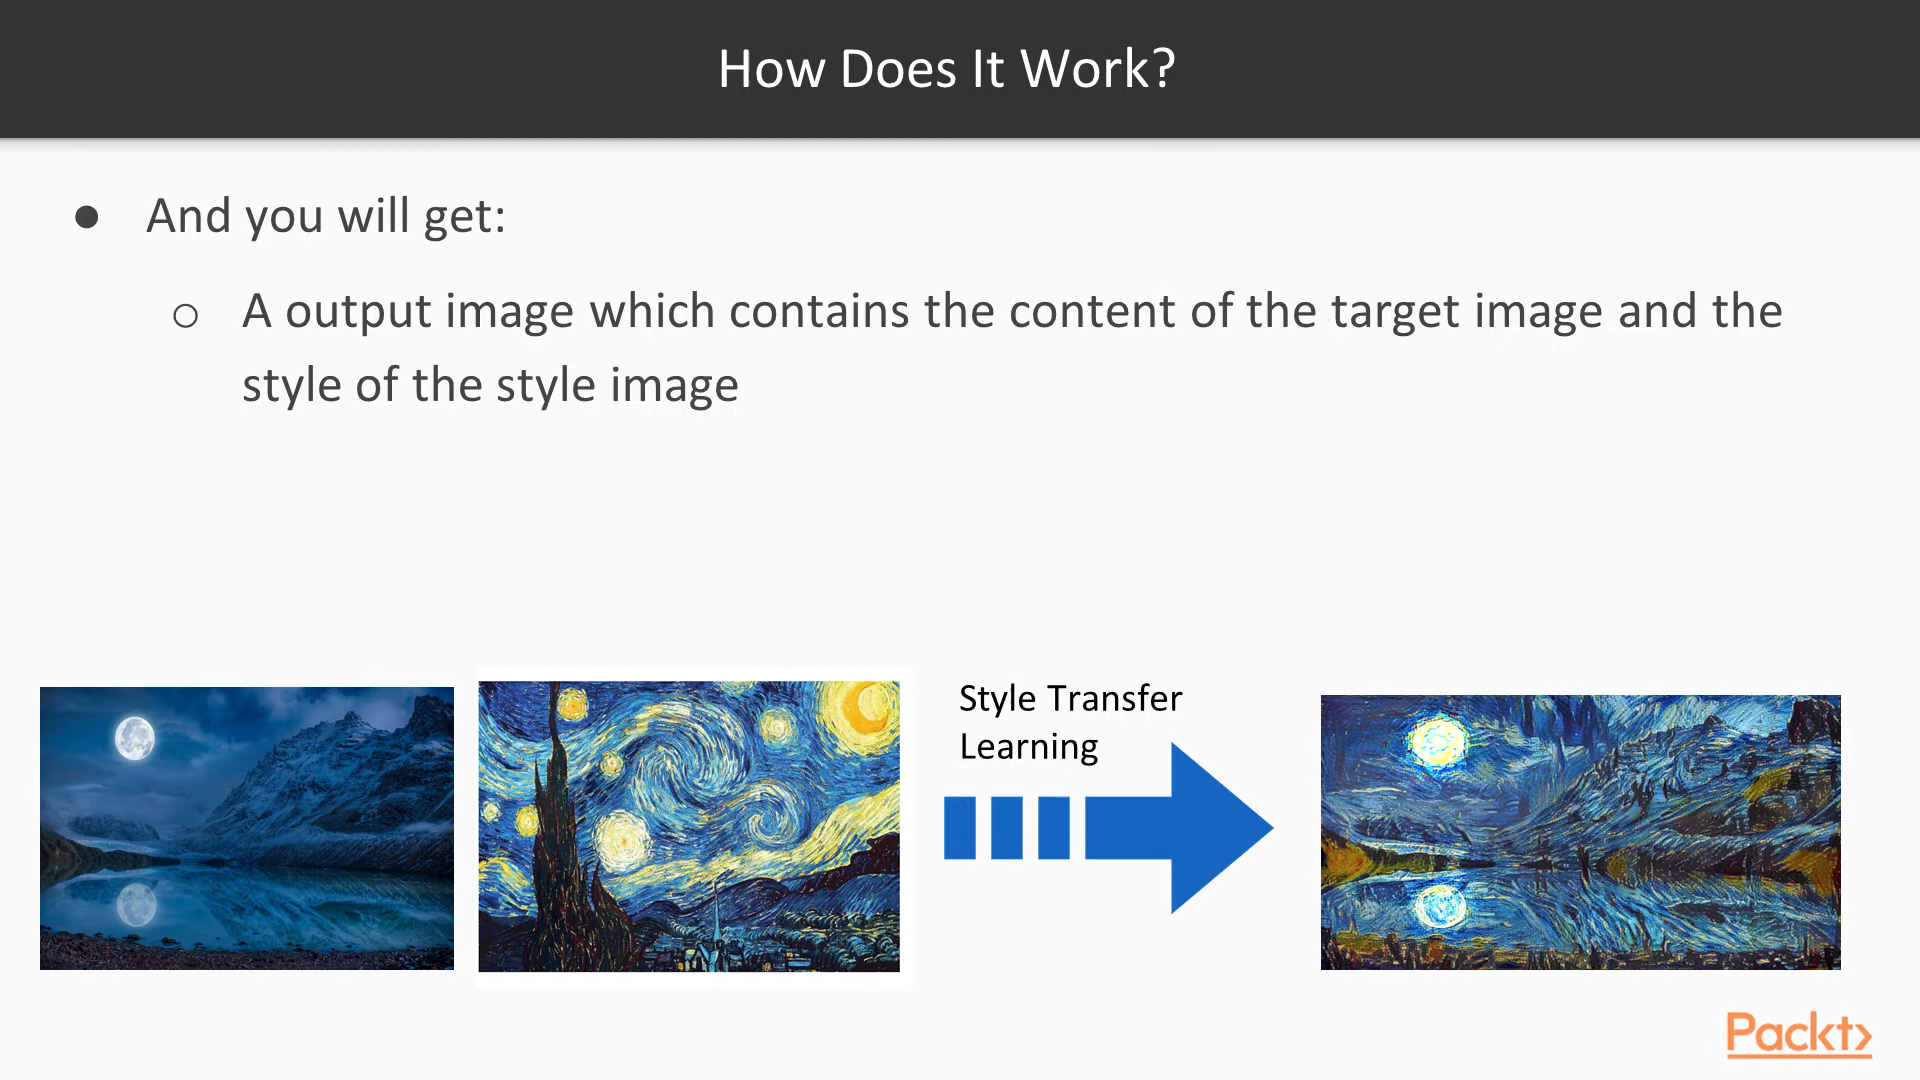 How Does It Work?
● And you will get:
○ A output image which contains the content of the target image and the
style of the style image
Style Transfer
Learning
Packt>